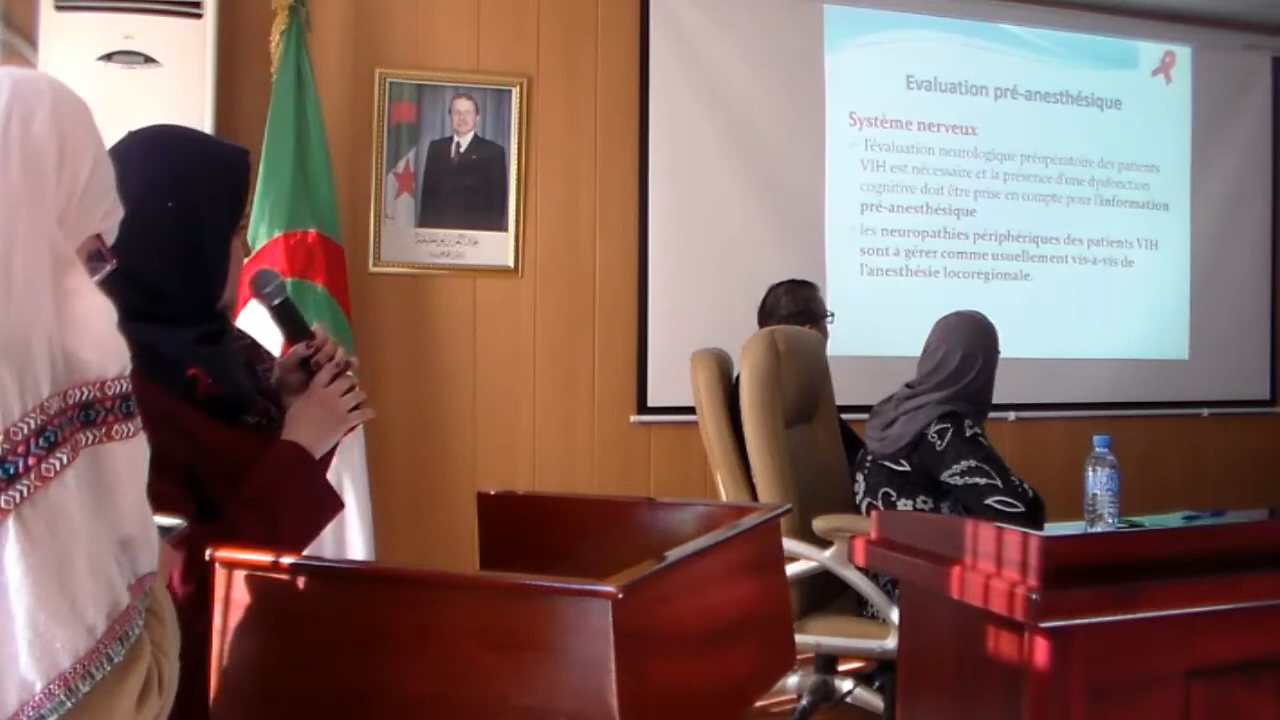 Evaluation pré-anesthésique
Système nerveux
l'évaluation neurologique préopératoire des patients
VIH est nécessaire et la présence d'une dysfonction
cognitive doit être prise en compte pour l'information
pré-anesthésique
les neuropathies périphériques des patients VIH
sont à gérer comme usuellement vis-à-vis de
l'anesthésie locorégionale.